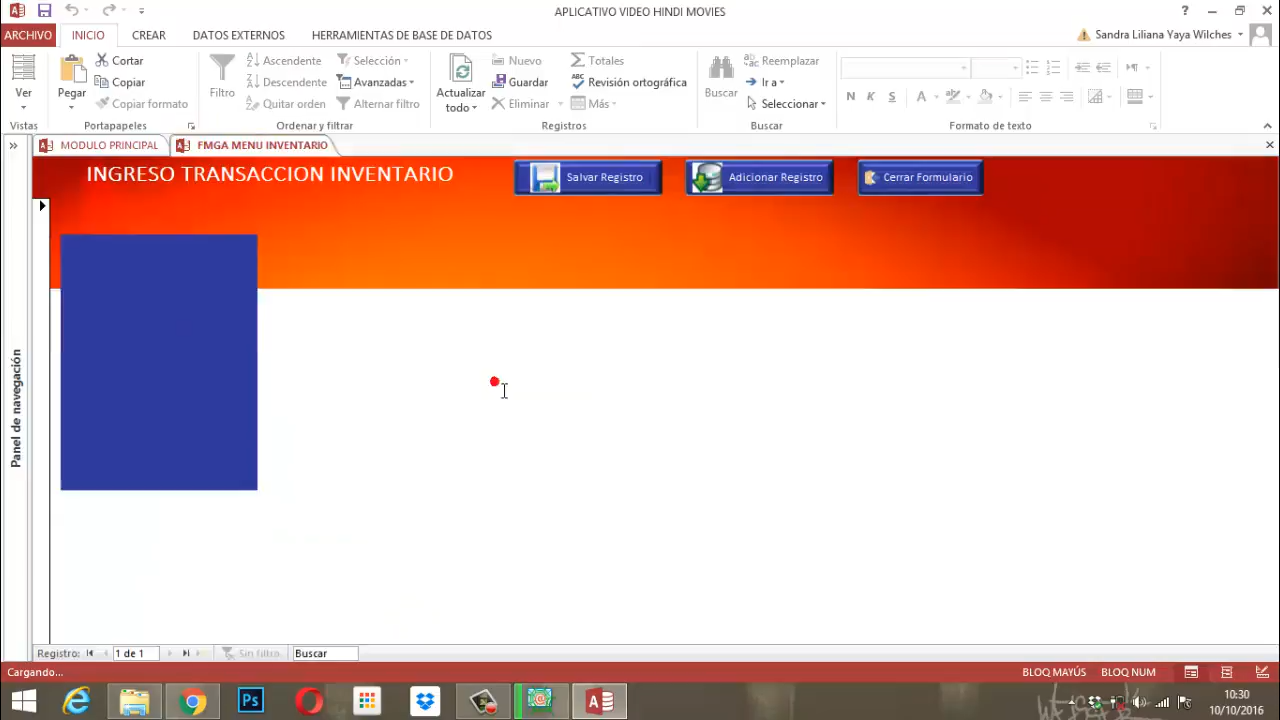 APLICATIVO VIDEO HINDI MOVIES
?
ARCHIVO INICIO CREAR DATOS EXTERNOS HERRAMIENTAS DE BASE DE DATOS Sandra Liliana Yaya Wilches
Ver
Vistas
Pegar
Cortar
Copiar
Copiar formato
Portapapeles
Filtro
Ascendente
Descendente
Quitar orden
Selección
Avanzadas
Alternar filtro
Ordenar y filtrar
Actualizar
todo
Nuevo
Guardar
Eliminar
Totales
Revisión ortográfica
Más
Registros
Buscar
Reemplazar
Ir a
Seleccionar
Buscar
N K S A
Formato de texto
MODULO PRINCIPAL FMGA MENU INVENTARIO
INGRESO TRANSACCION INVENTARIO Salvar Registro Adicionar Registro Cerrar Formulario
Panel de navegación
Registro: 1 de 1 Sin filtro Buscar
Cargando... BLOQ MAYÚS BLOQ NUM
Ps
10:30
10/10/2016